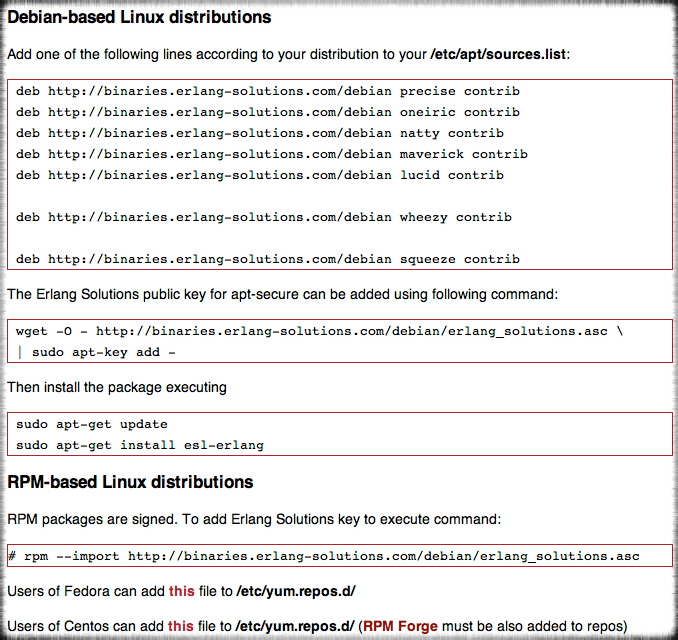 Debian-based Linux distributions
Add one of the following lines according to your distribution to your /etc/apt/sources.list:
deb http://binaries.erlang-solutions.com/debian precise contrib
deb http://binaries.erlang-solutions.com/debian oneiric contrib
deb http://binaries.erlang-solutions.com/debian natty contrib
deb http://binaries.erlang-solutions.com/debian maverick contrib
deb http://binaries.erlang-solutions.com/debian lucid contrib
deb http://binaries.erlang-solutions.com/debian wheezy contrib
deb http://binaries.erlang-solutions.com/debian squeeze contrib
The Erlang Solutions public key for apt-secure can be added using following command:
wget -O - http://binaries.erlang-solutions.com/debian/erlang_solutions.asc \
| sudo apt-key add -
Then install the package executing
sudo apt-get update
sudo apt-get install esl-erlang
RPM-based Linux distributions
RPM packages are signed. To add Erlang Solutions key to execute command:
# rpm --import http://binaries.erlang-solutions.com/debian/erlang_solutions.asc
Users of Fedora can add this file to /etc/yum.repos.d/
Users of Centos can add this file to /etc/yum.repos.d/ (RPM Forge must be also added to repos)